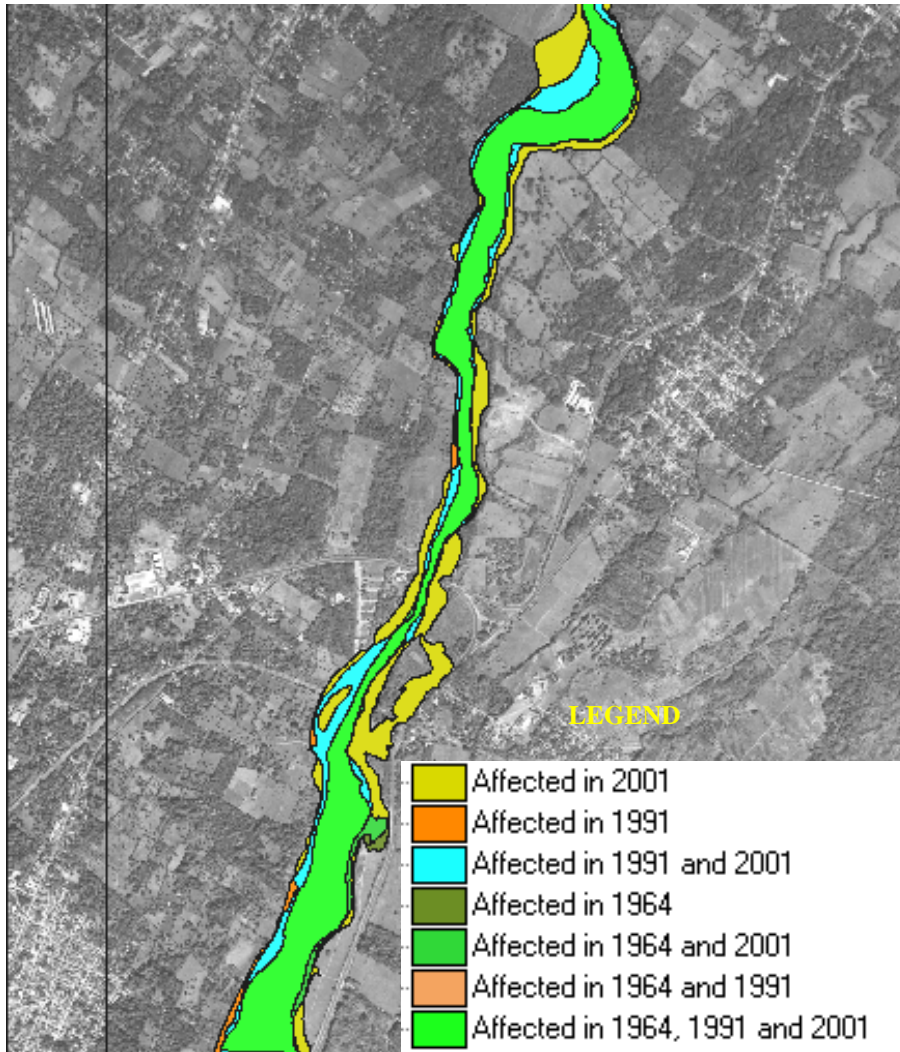 LEGEND
Affected in 2001
Affected in 1991
Affected in 1991 and 2001
Affected in 1964
Affected in 1964 and 2001
Affected in 1964 and 1991
Affected in 1964, 1991 and 2001